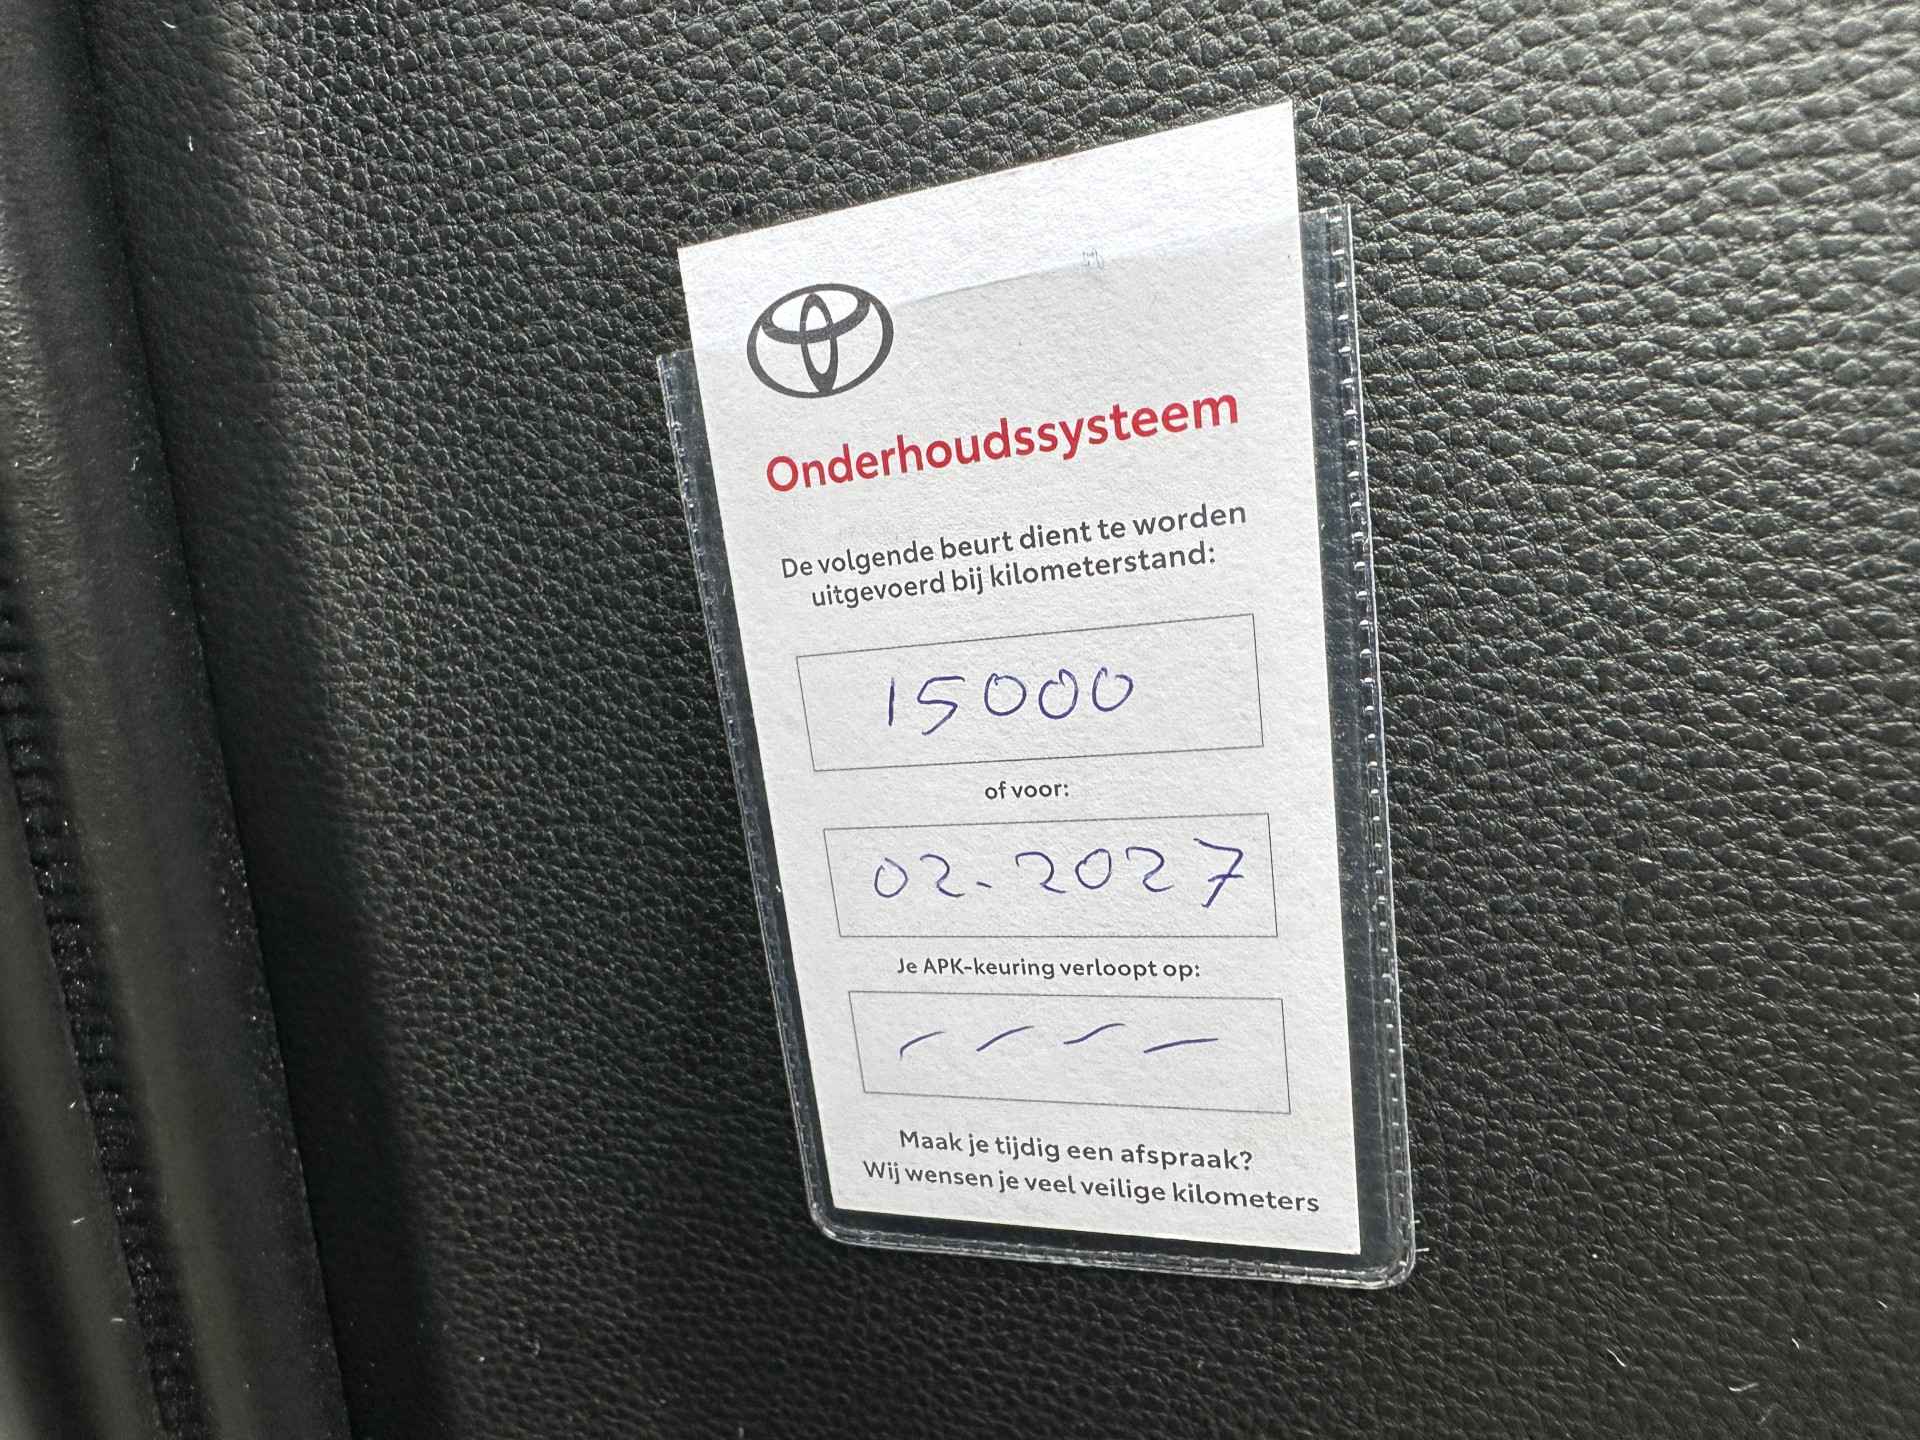 Onderhoudssysteem
De volgende beurt dient te worden
uitgevoerd bij kilometerstand:
15000
of voor:
02-2027
Je APK-keuring verloopt op:
- - - -
Maak je tijdig een afspraak?
Wij wensen je veel veilige kilometers